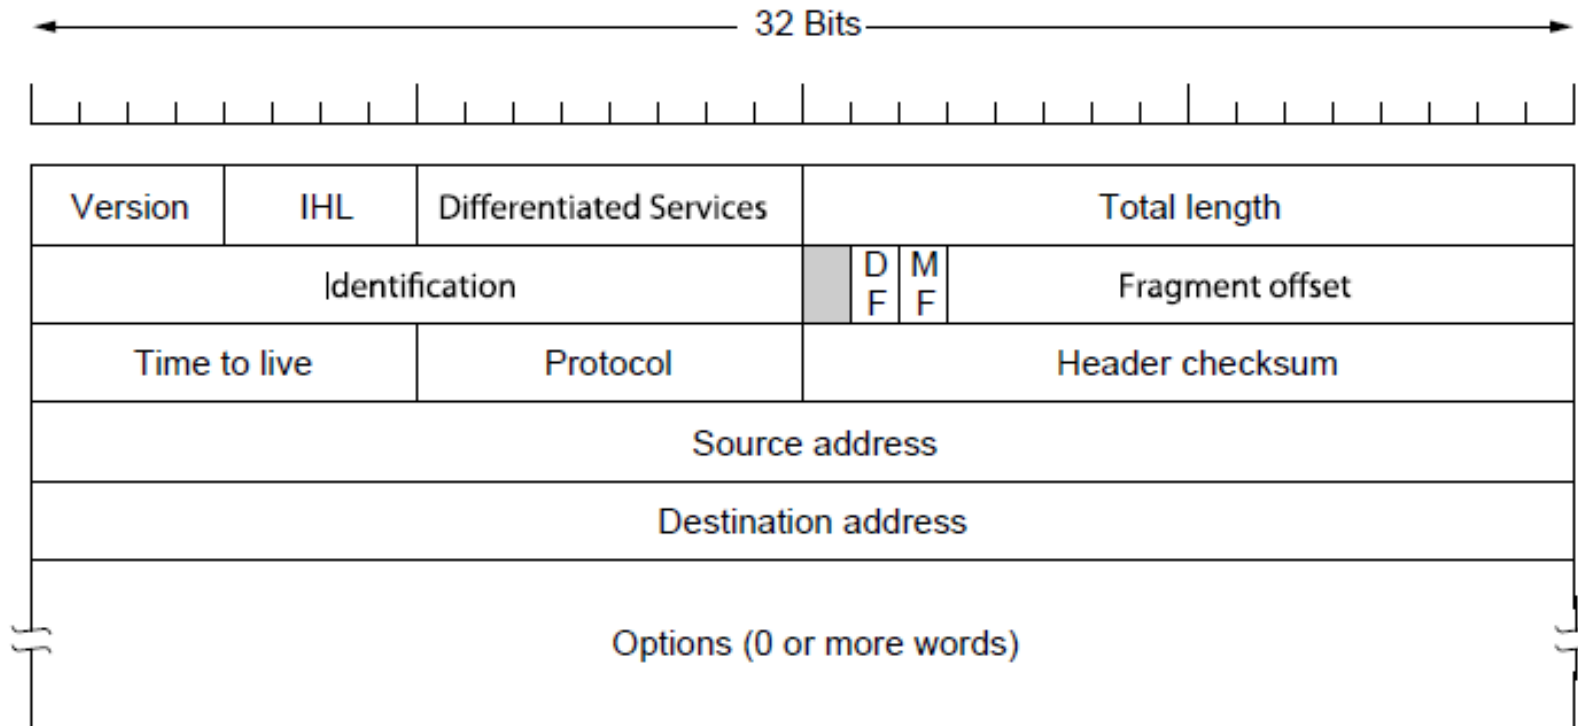 32 Bits
Version IHL Differentiated Services Total length
Identification D F M F Fragment offset
Time to live Protocol Header checksum
Source address
Destination address
Options (0 or more words)